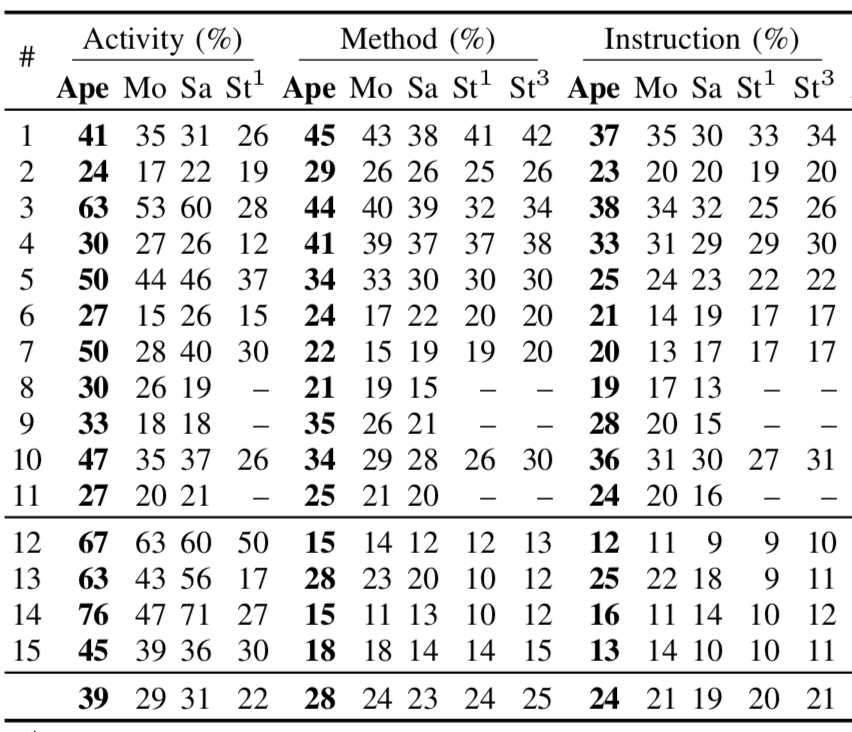 # Activity (%) Method (%) Instruction (%)
Ape Mo Sa St¹ Ape Mo Sa St¹ St³ Ape Mo Sa St¹ St³
1 41 35 31 26 45 43 38 41 42 37 35 30 33 34
2 24 17 22 19 29 26 26 25 26 23 20 20 19 20
3 63 53 60 28 44 40 39 32 34 38 34 32 25 26
4 30 27 26 12 41 39 37 37 38 33 31 29 29 30
5 50 44 46 37 34 33 30 30 30 25 24 23 22 22
6 27 15 26 15 24 17 22 20 20 21 14 19 17 17
7 50 28 40 30 22 15 19 19 20 20 13 17 17 17
8 30 26 19 – 21 19 15 – – 19 17 13 – –
9 33 18 18 – 35 26 21 – – 28 20 15 – –
10 47 35 37 26 34 29 28 26 30 36 31 30 27 31
11 27 20 21 – 25 21 20 – – 24 20 16 – –
12 67 63 60 50 15 14 12 12 13 12 11 9 9 10
13 63 43 56 17 28 23 20 10 12 25 22 18 9 11
14 76 47 71 27 15 11 13 10 12 16 11 14 10 12
15 45 39 36 30 18 18 14 14 15 13 14 10 10 11
39 29 31 22 28 24 23 24 25 24 21 19 20 21